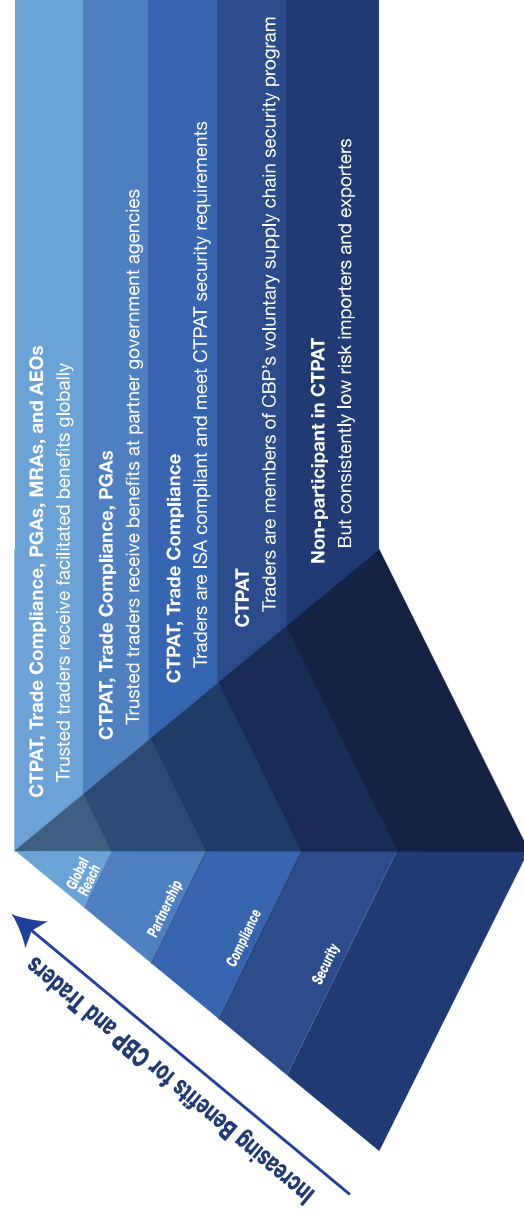 Increasing Benefits for CBP and Traders
Global
Reach
CTPAT, Trade Compliance, PGAs, MRAs, and AEOs
Trusted traders receive facilitated benefits globally
Partnership
CTPAT, Trade Compliance, PGAs
Trusted traders receive benefits at partner government agencies
Compliance
CTPAT, Trade Compliance
Traders are ISA compliant and meet CTPAT security requirements
Security
CTPAT
Traders are members of CBP's voluntary supply chain security program
Non-participant in CTPAT
But consistently low risk importers and exporters